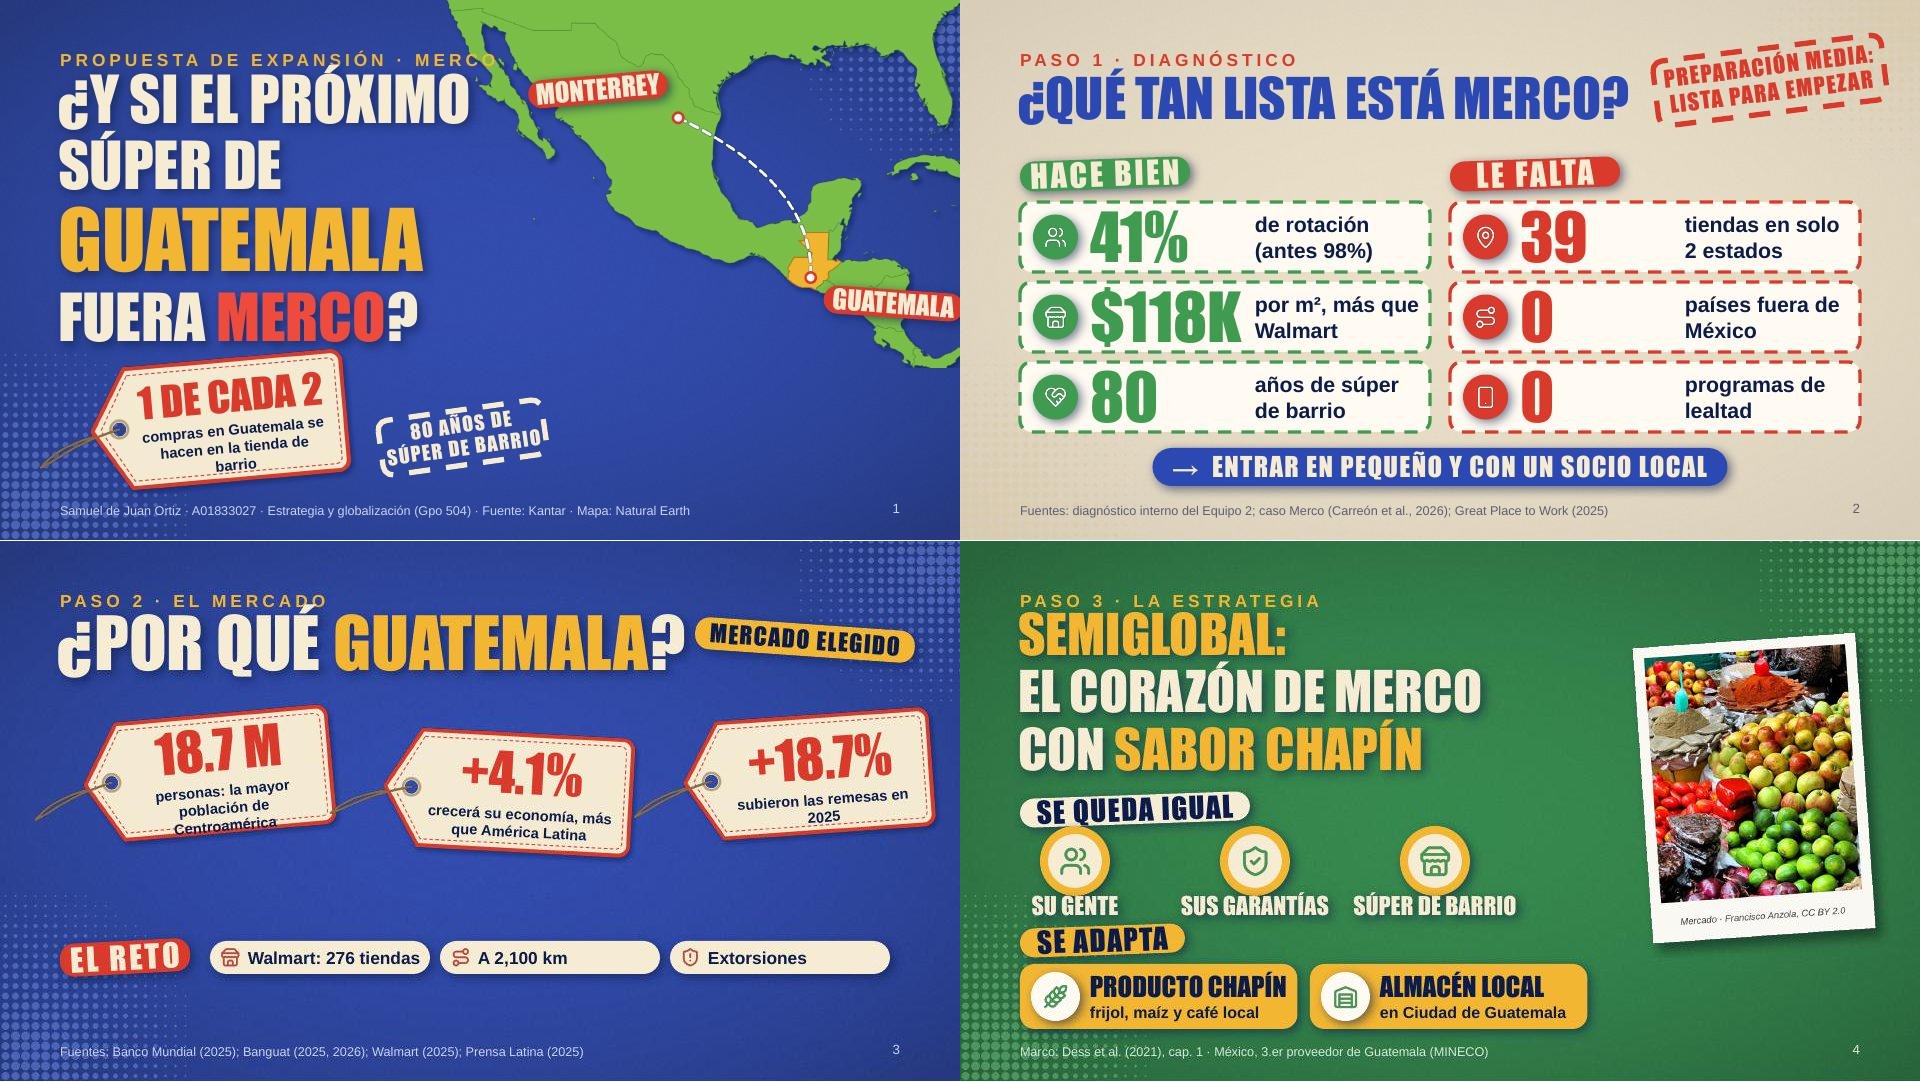 PROPUESTA DE EXPANSIÓN · MERCO
¿Y SI EL PRÓXIMO
SÚPER DE
GUATEMALA
FUERA MERCO?
MONTERREY
GUATEMALA
1 DE CADA 2
compras en Guatemala se
hacen en la tienda de
barrio
80 AÑOS DE
SÚPER DE BARRIO
Samuel de Juan Ortiz · A01833027 · Estrategia y globalización (Gpo 504) · Fuente: Kantar · Mapa: Natural Earth
1
PASO 1 · DIAGNÓSTICO
¿QUÉ TAN LISTA ESTÁ MERCO?
PREPARACIÓN MEDIA:
LISTA PARA EMPEZAR
HACE BIEN
41%
de rotación
(antes 98%)
$118K
por m², más que
Walmart
80
años de súper
de barrio
LE FALTA
39
tiendas en solo
2 estados
0
países fuera de
México
0
programas de
lealtad
→ ENTRAR EN PEQUEÑO Y CON UN SOCIO LOCAL
Fuentes: diagnóstico interno del Equipo 2; caso Merco (Carreón et al., 2026); Great Place to Work (2025)
2
PASO 2 · EL MERCADO
¿POR QUÉ GUATEMALA?
MERCADO ELEGIDO
18.7 M
personas: la mayor
población de
Centroamérica
+4.1%
crecerá su economía, más
que América Latina
+18.7%
subieron las remesas en
2025
EL RETO
Walmart: 276 tiendas
A 2,100 km
Extorsiones
Fuentes: Banco Mundial (2025); Banguat (2025, 2026); Walmart (2025); Prensa Latina (2025)
3
PASO 3 · LA ESTRATEGIA
SEMIGLOBAL:
EL CORAZÓN DE MERCO
CON SABOR CHAPÍN
SE QUEDA IGUAL
SU GENTE
SUS GARANTÍAS
SÚPER DE BARRIO
SE ADAPTA
PRODUCTO CHAPÍN
frijol, maíz y café local
ALMACÉN LOCAL
en Ciudad de Guatemala
Mercado · Francisco Anzola, CC BY 2.0
Marco: Dess et al. (2021), cap. 1 · México, 3.er proveedor de Guatemala (MINECO)
4